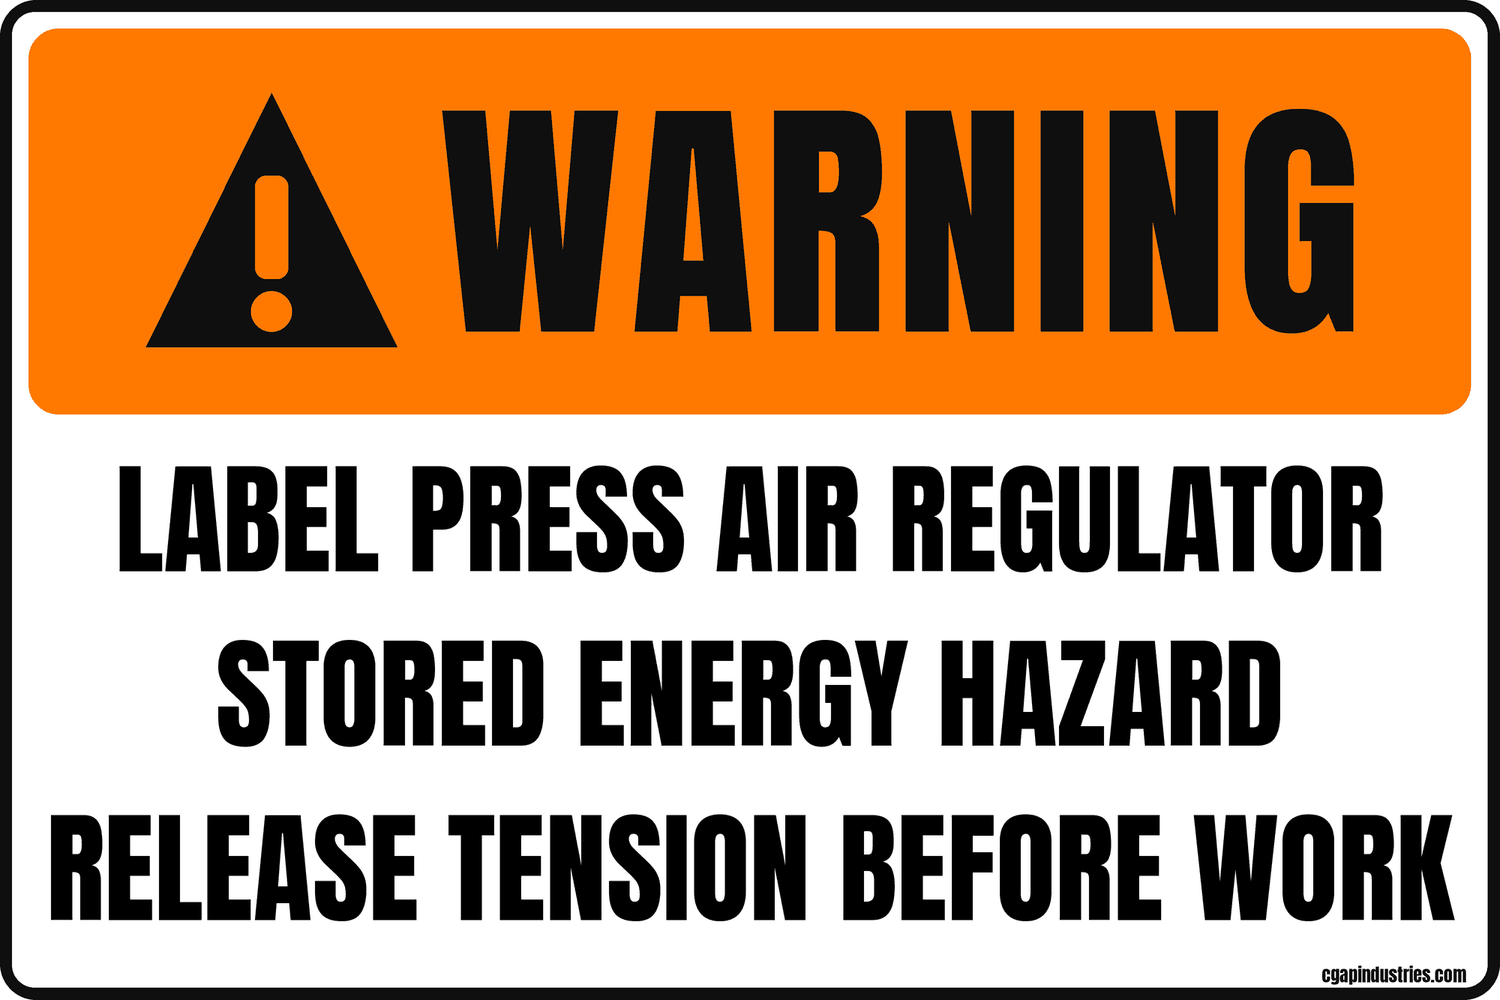 WARNING
LABEL PRESS AIR REGULATOR
STORED ENERGY HAZARD
RELEASE TENSION BEFORE WORK
cgapindustries.com